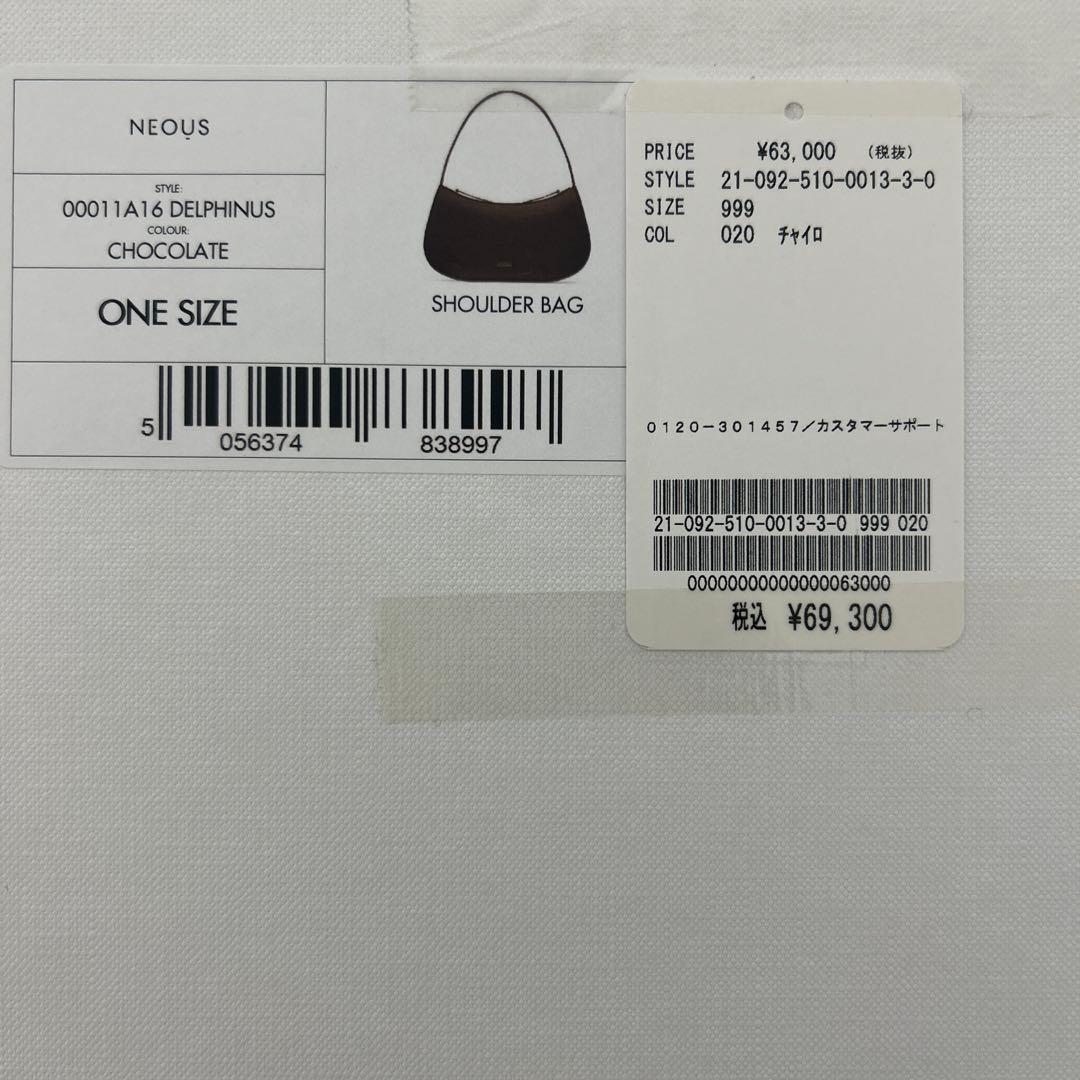 NEOUS
STYLE:
00011A16 DELPHINUS
COLOUR:
CHOCOLATE
ONE SIZE
SHOULDER BAG
5 056374 838997
PRICE ¥63,000 (税抜)
STYLE 21-092-510-0013-3-0
SIZE 999
COL 020 ﾁｬｲﾛ
0120-301457/カスタマーサポート
21-092-510-0013-3-0 999 020
00000000000000063000
税込 ¥69,300